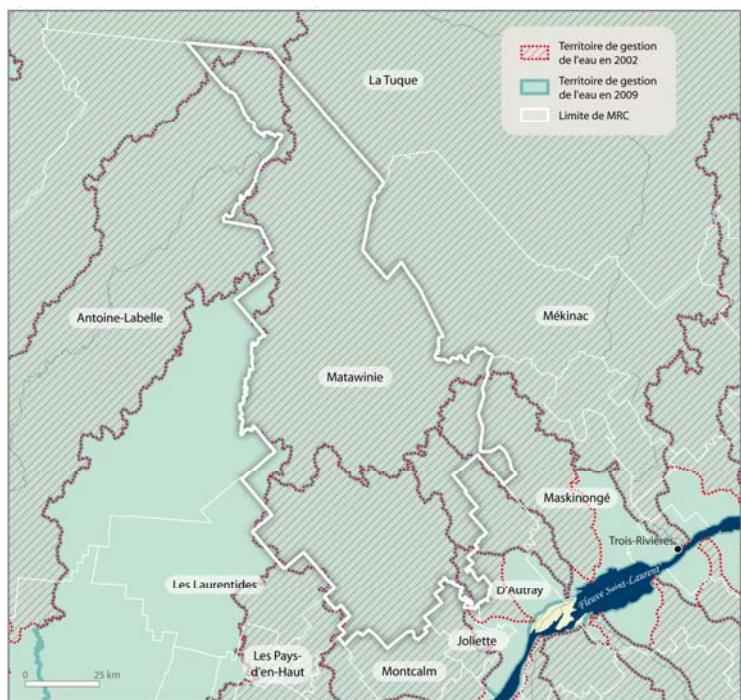 La Tuque
Territoire de gestion
de l'eau en 2002
Territoire de gestion
de l'eau en 2009
Limite de MRC
Antoine-Labelle
Mékinac
Matawinie
Maskinongé
Trois-Rivières
Les Laurentides
D'Autray
Fleuve Saint-Laurent
Joliette
Les Pays-
d'en-Haut
Montcalm
0 25 km